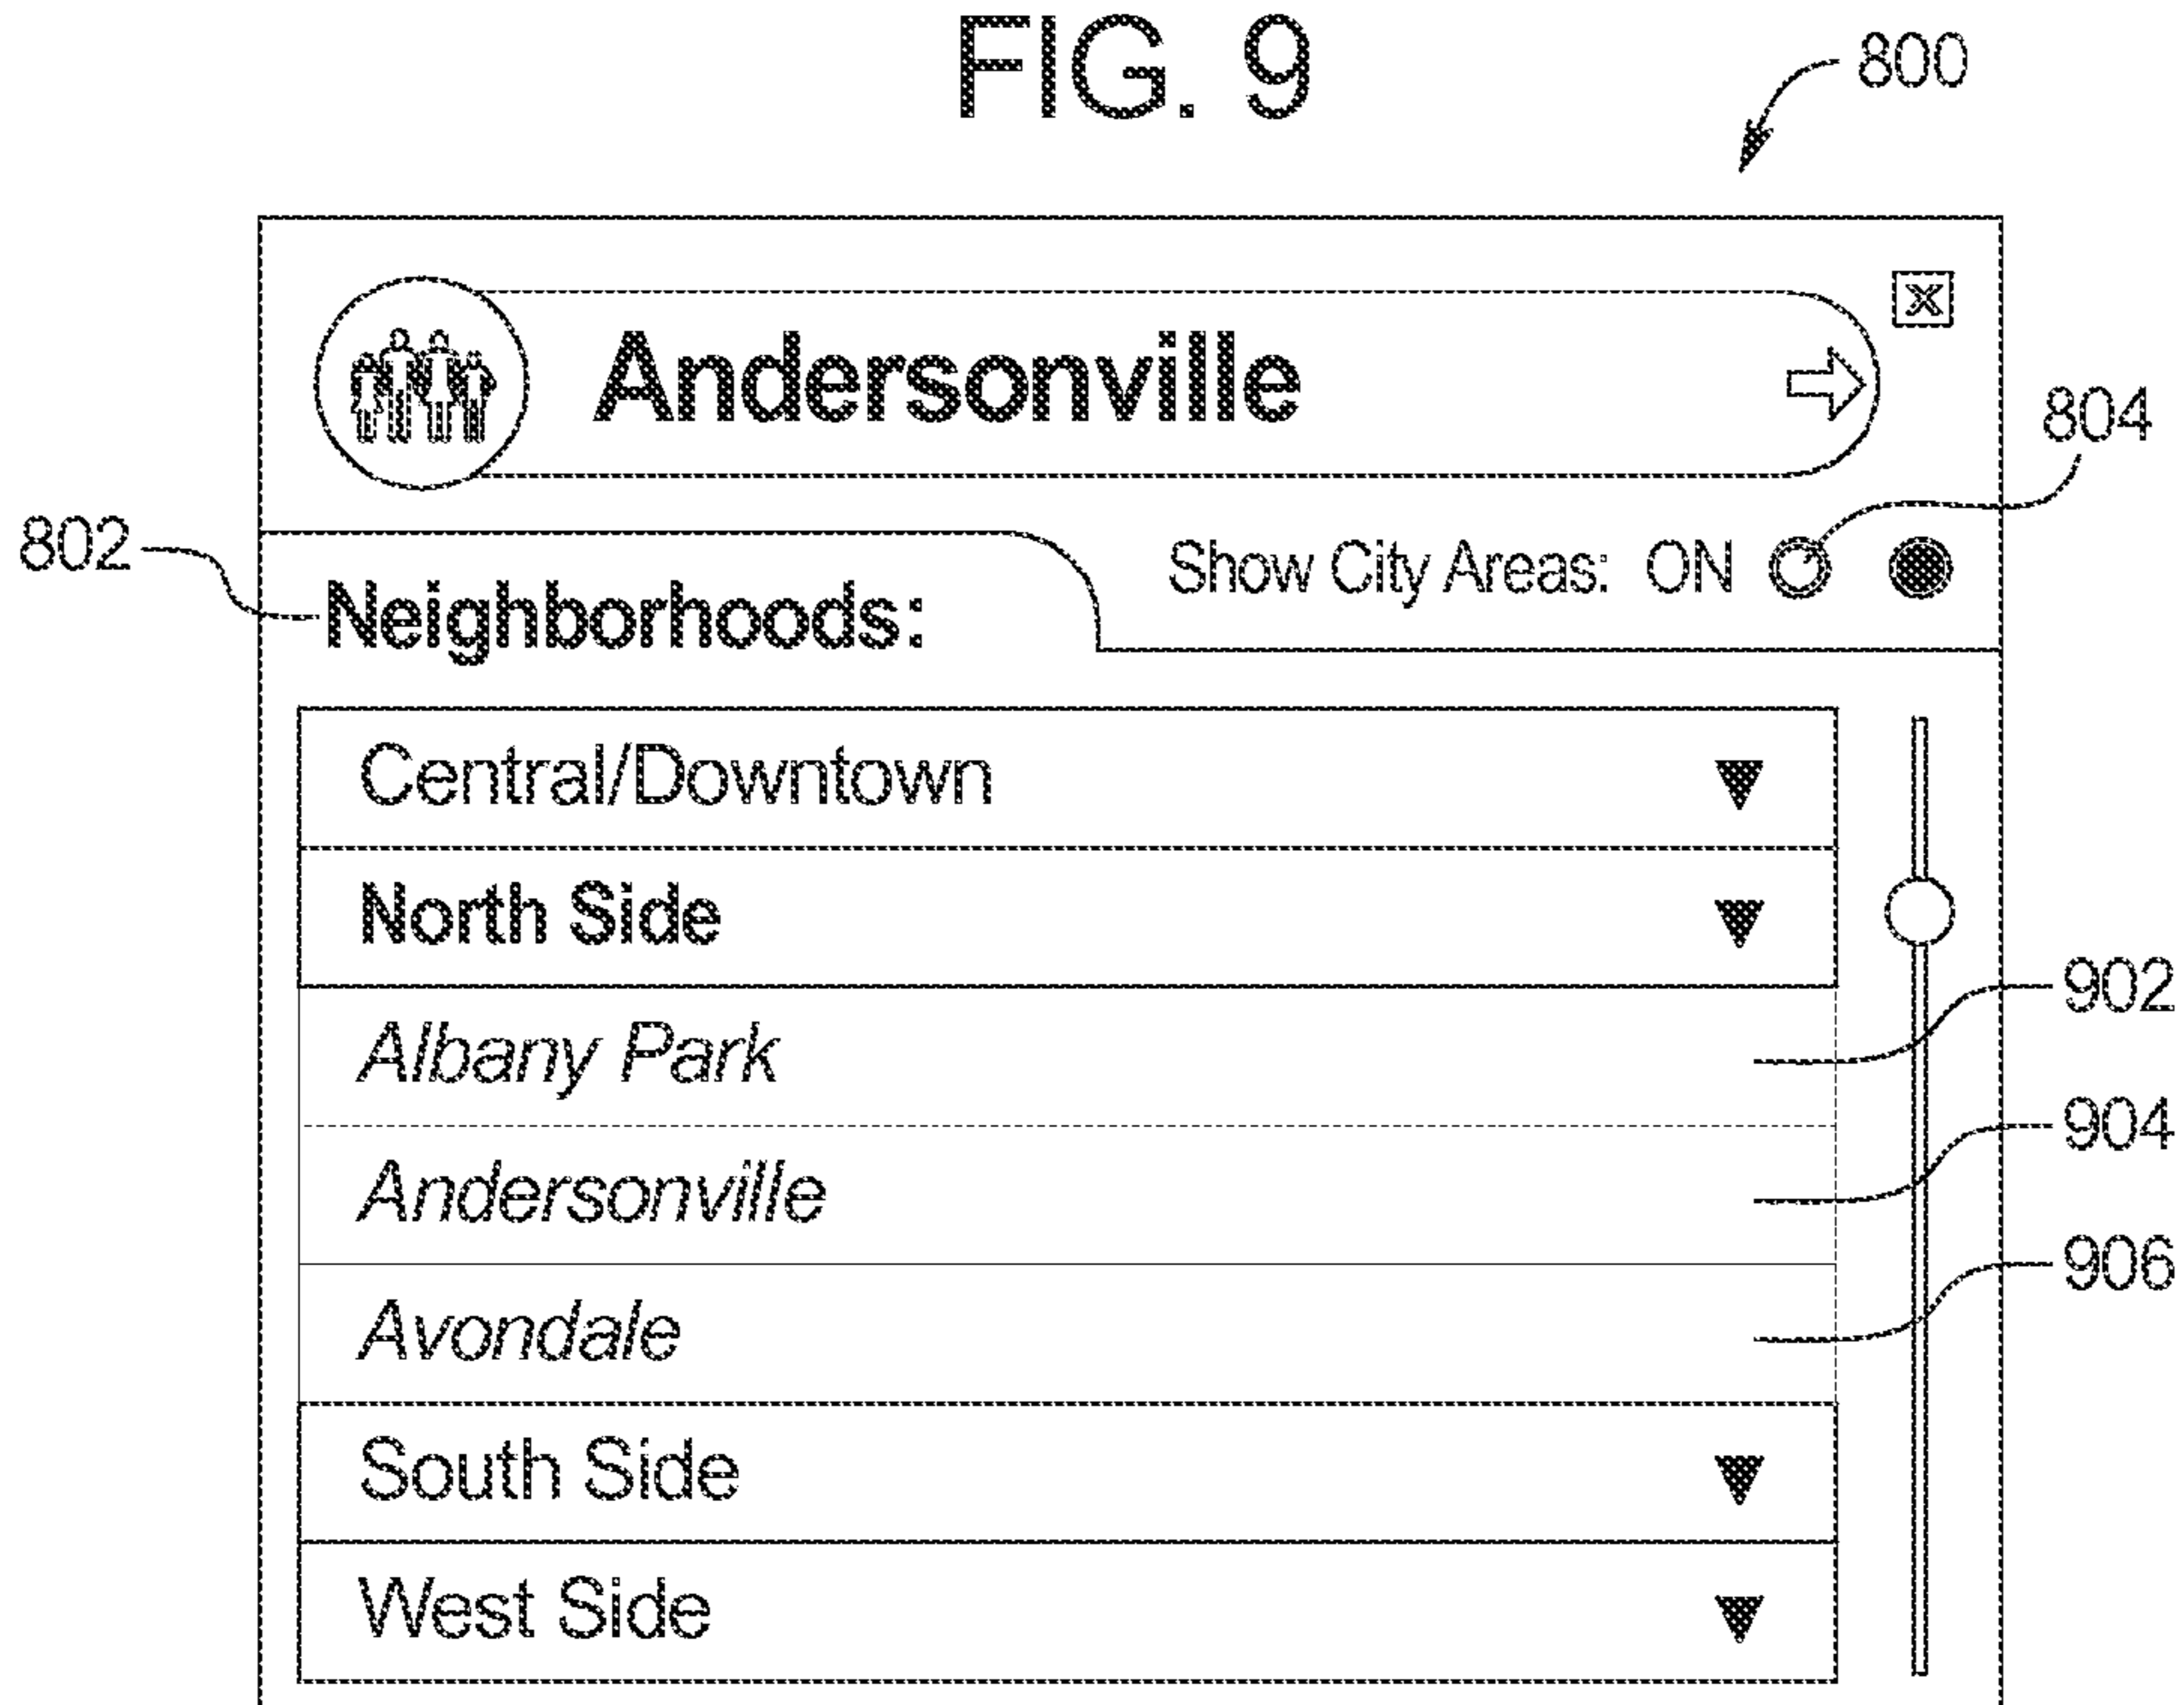 FIG. 9
800
X
Andersonville
804
802
Show City Areas: ON
Neighborhoods:
Central/Downtown
North Side
902
Albany Park
904
Andersonville
906
Avondale
South Side
West Side